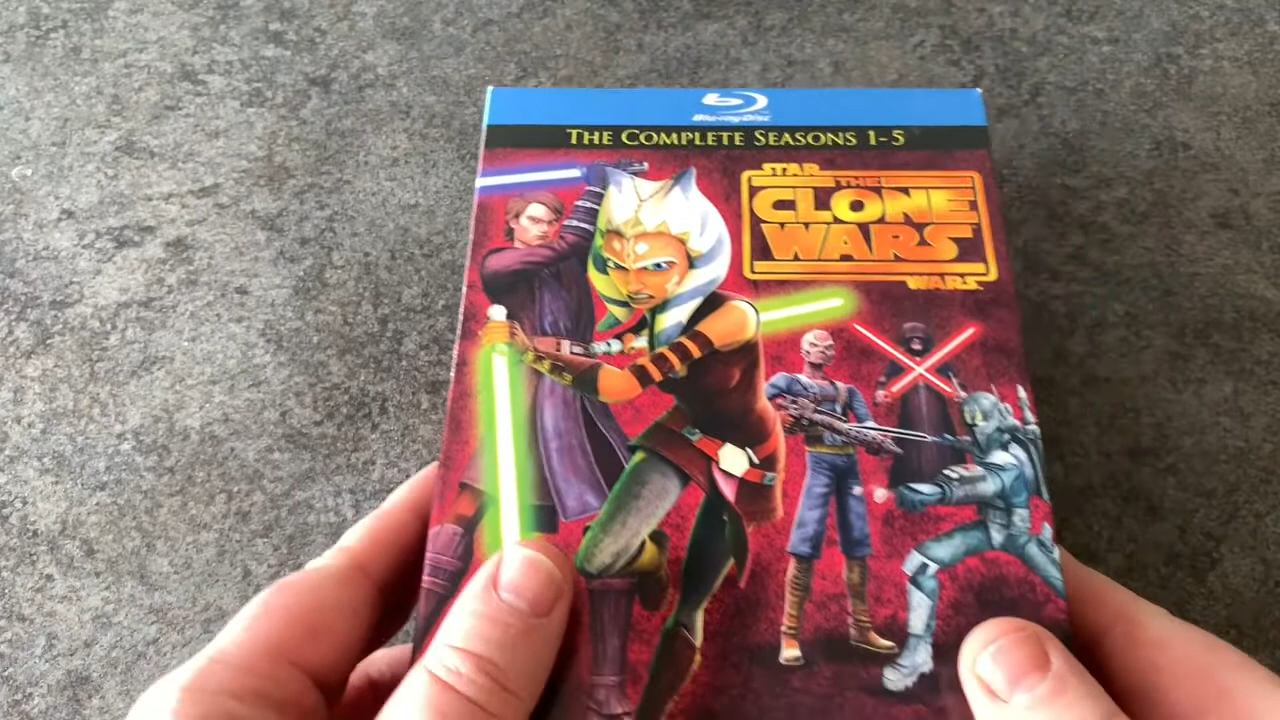 Blu-ray Disc
THE COMPLETE SEASONS 1-5
STAR
THE
CLONE
WARS
WARS